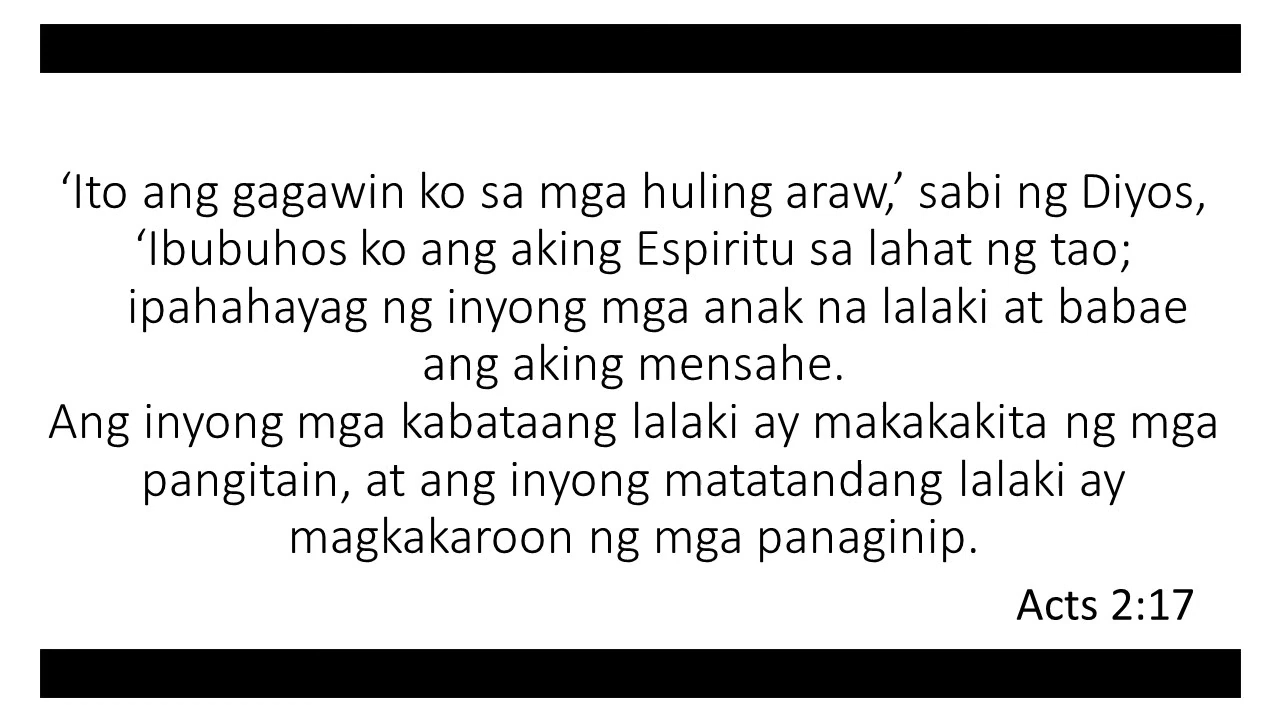 ‘Ito ang gagawin ko sa mga huling araw,’ sabi ng Diyos,
‘Ibubuhos ko ang aking Espiritu sa lahat ng tao;
ipahahayag ng inyong mga anak na lalaki at babae
ang aking mensahe.
Ang inyong mga kabataang lalaki ay makakakita ng mga
pangitain, at ang inyong matatandang lalaki ay
magkakaroon ng mga panaginip.
Acts 2:17